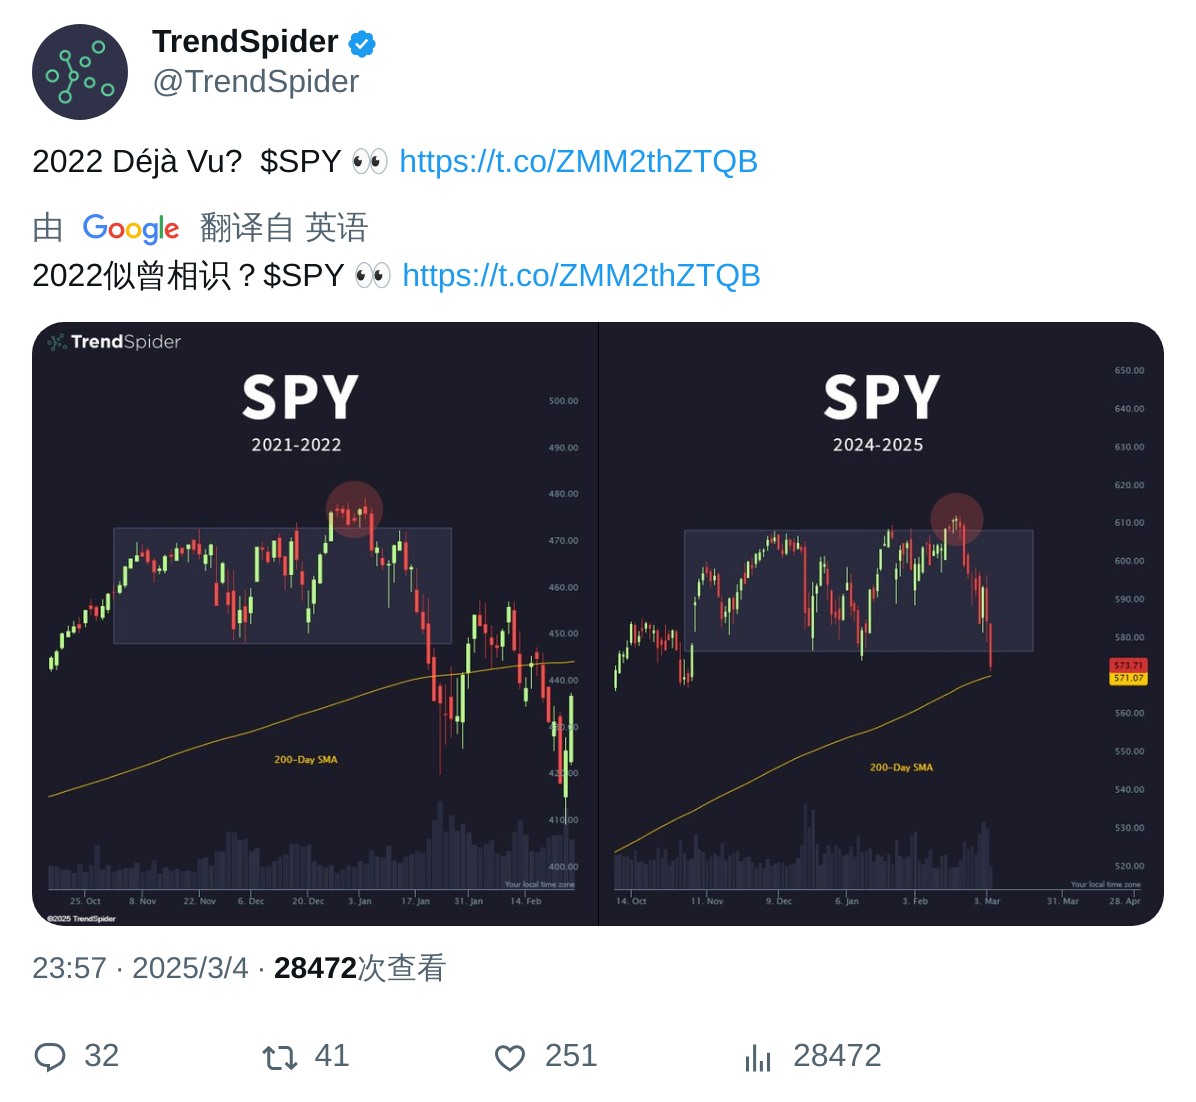 TrendSpider
@TrendSpider
2022 Déjà Vu?  $SPY 👀 https://t.co/ZMM2thZTQB
由 Google 翻译自 英语
2022似曾相识？$SPY 👀 https://t.co/ZMM2thZTQB
TrendSpider
SPY
2021-2022
500.00
490.00
480.00
470.00
460.00
450.00
440.00
430.00
420.00
410.00
400.00
200-Day SMA
Your local time zone
25. Oct
8. Nov
22. Nov
6. Dec
20. Dec
3. Jan
17. Jan
31. Jan
14. Feb
©2025 TrendSpider
SPY
2024-2025
650.00
640.00
630.00
620.00
610.00
600.00
590.00
580.00
573.71
571.07
560.00
550.00
540.00
530.00
520.00
200-Day SMA
Your local time zone
14. Oct
11. Nov
9. Dec
6. Jan
3. Feb
3. Mar
31. Mar
28. Apr
23:57 · 2025/3/4 · 28472次查看
32
41
251
28472